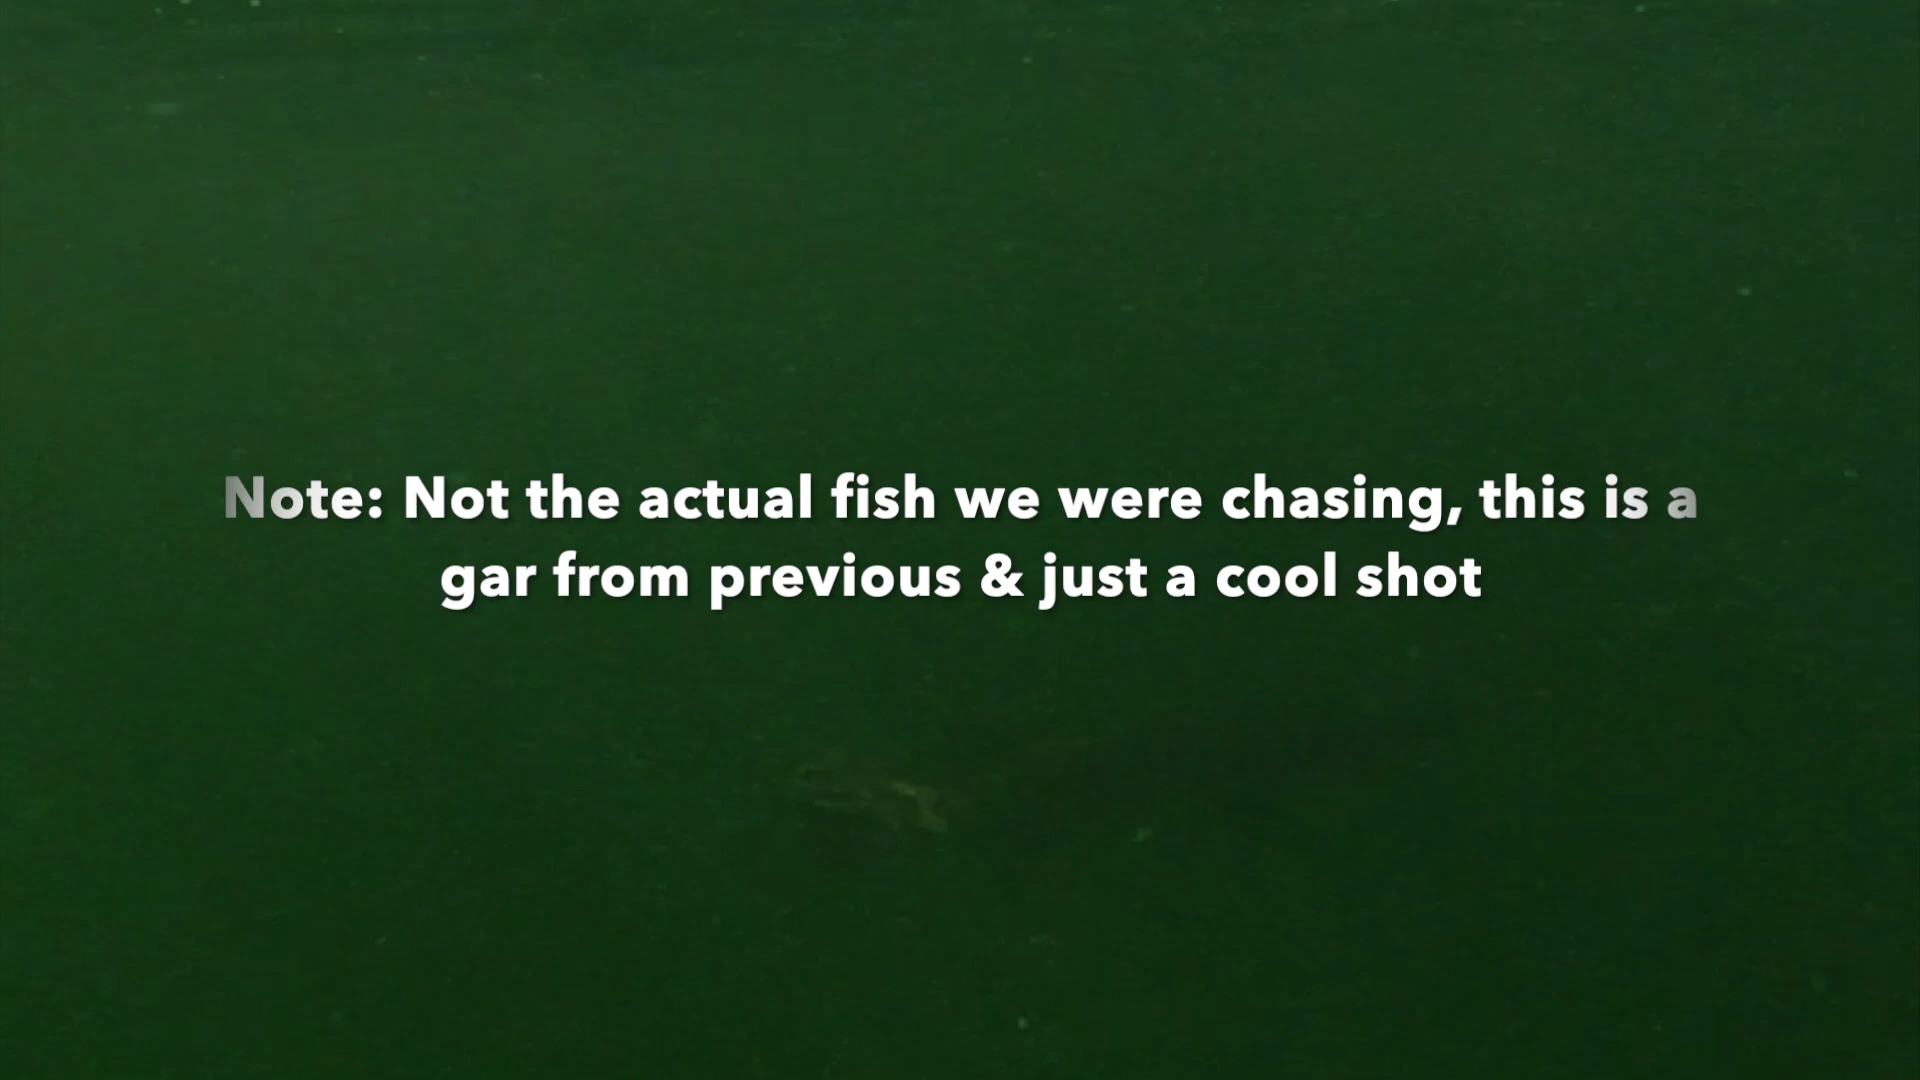 Note: Not the actual fish we were chasing, this is a
gar from previous & just a cool shot